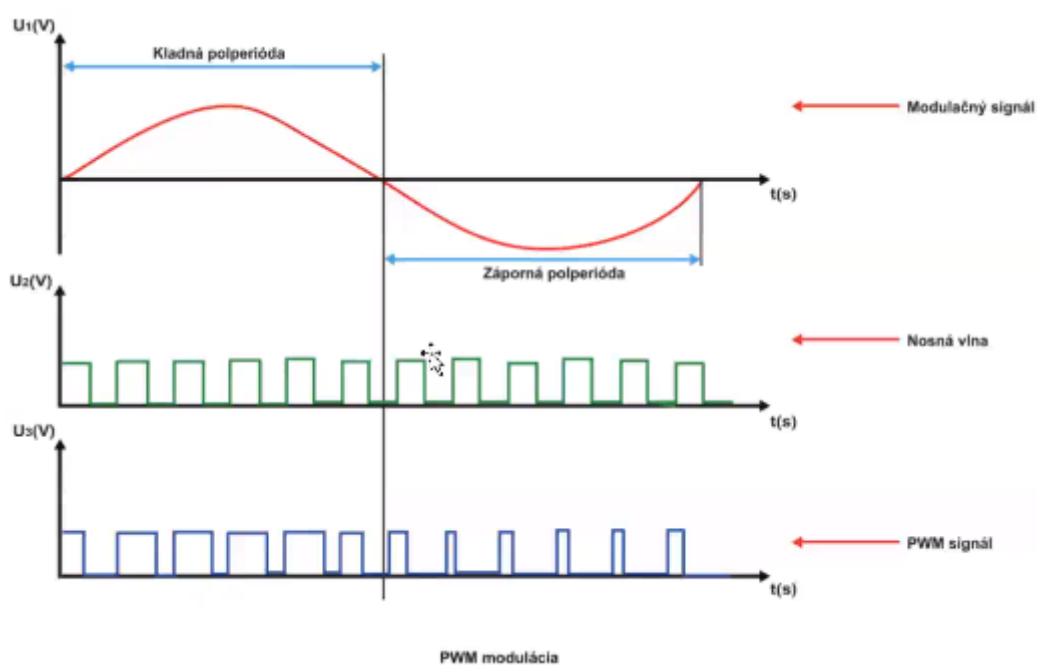 U1(V)
Kladná polperióda
Modulačný signál
t(s)
Záporná polperióda
U2(V)
Nosná vlna
t(s)
U3(V)
PWM signál
t(s)
PWM modulácia